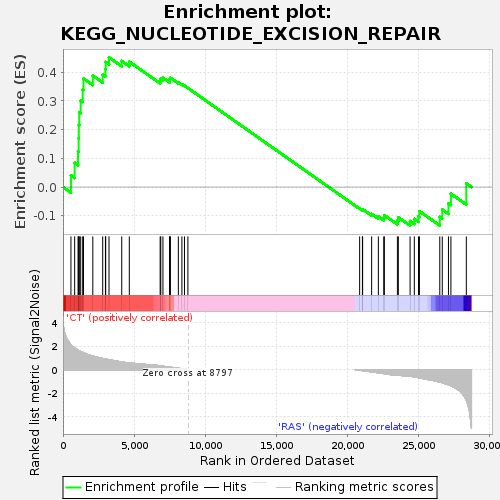 Enrichment plot:
KEGG_NUCLEOTIDE_EXCISION_REPAIR
Enrichment score (ES)
0.4
0.3
0.2
0.1
0.0
-0.1
'CT' (positively correlated)
Ranked list metric (Signal2Noise)
4
2
0
-2
-4
Zero cross at 8797
'RAS' (negatively correlated)
0
5,000
10,000
15,000
20,000
25,000
30,00
Rank in Ordered Dataset
Enrichment profile
Hits
Ranking metric scores